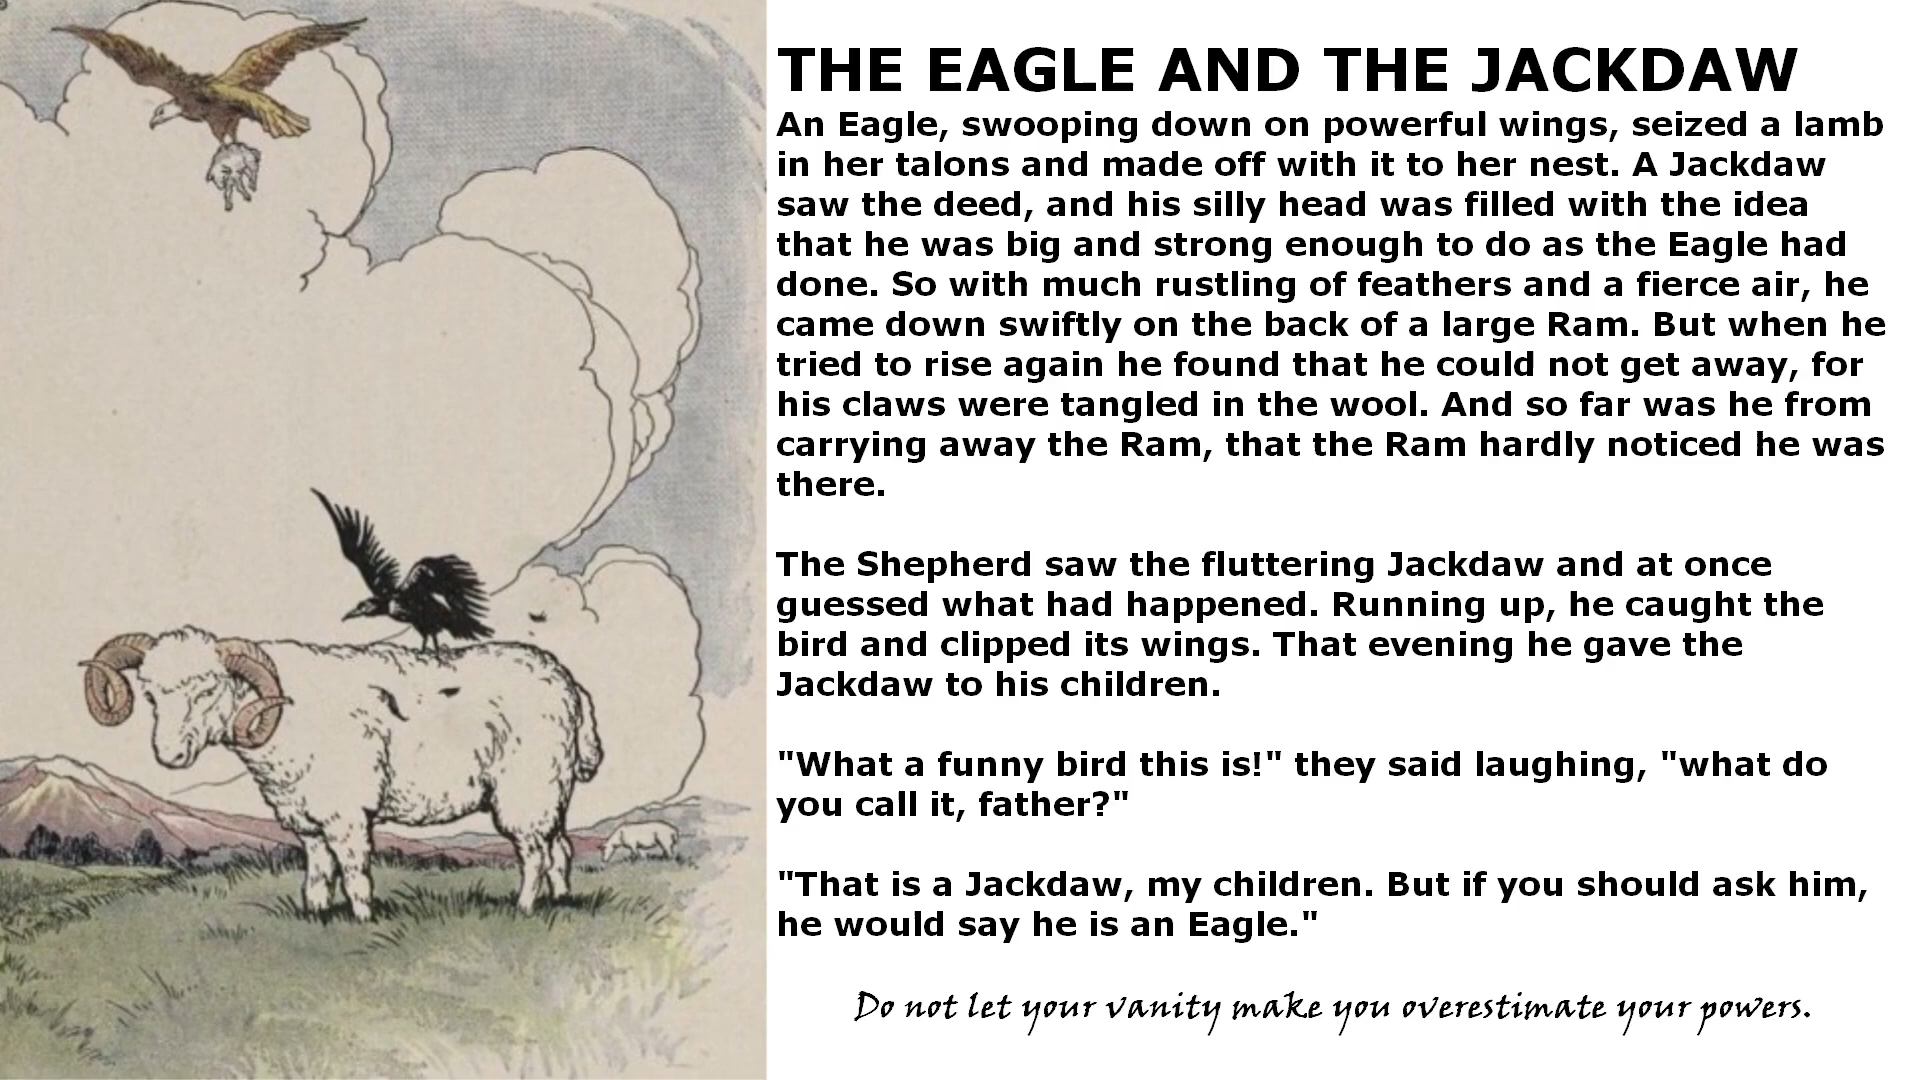 THE EAGLE AND THE JACKDAW
An Eagle, swooping down on powerful wings, seized a lamb
in her talons and made off with it to her nest. A Jackdaw
saw the deed, and his silly head was filled with the idea
that he was big and strong enough to do as the Eagle had
done. So with much rustling of feathers and a fierce air, he
came down swiftly on the back of a large Ram. But when he
tried to rise again he found that he could not get away, for
his claws were tangled in the wool. And so far was he from
carrying away the Ram, that the Ram hardly noticed he was
there.
The Shepherd saw the fluttering Jackdaw and at once
guessed what had happened. Running up, he caught the
bird and clipped its wings. That evening he gave the
Jackdaw to his children.
"What a funny bird this is!" they said laughing, "what do
you call it, father?"
"That is a Jackdaw, my children. But if you should ask him,
he would say he is an Eagle."
Do not let your vanity make you overestimate your powers.